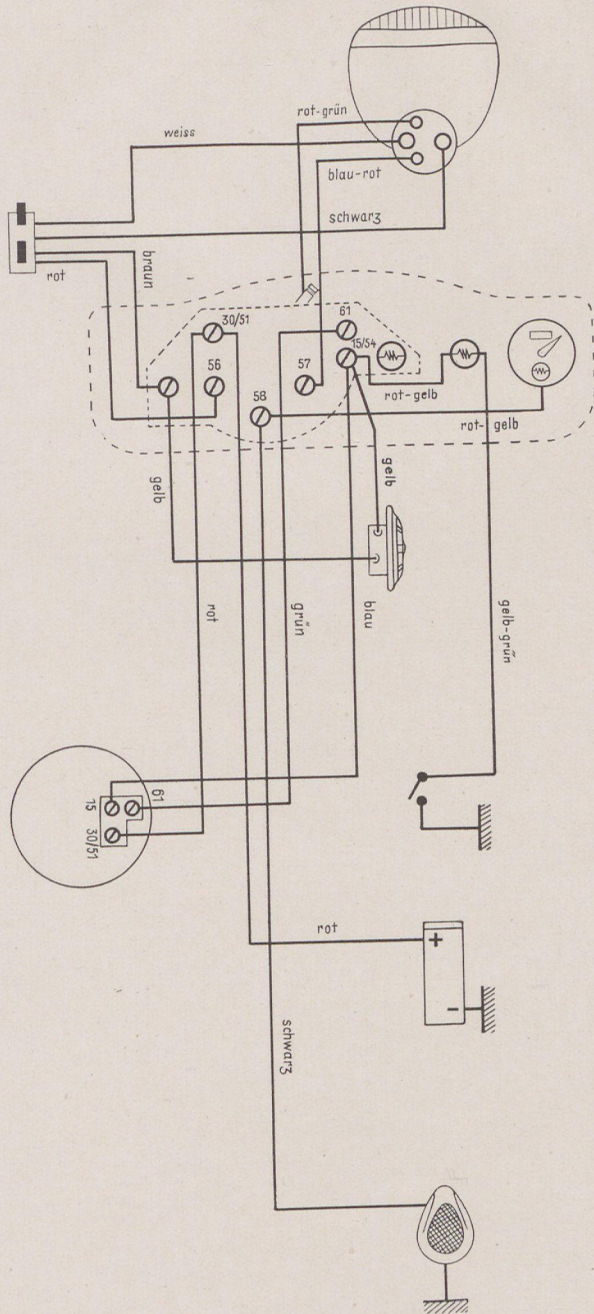 rot-grün
weiss
blau-rot
schwarz
braun
rot
30/51
61
15/54
56
57
58
rot-gelb
rot-gelb
gelb
gelb
rot
grün
blau
gelb-grün
15
61
30/51
rot
+
-
schwarz